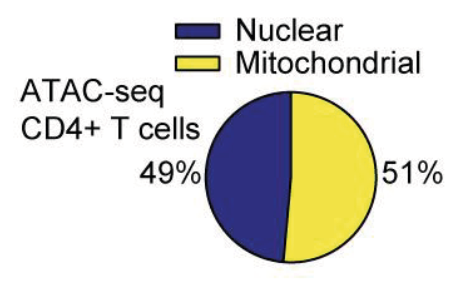 Nuclear
Mitochondrial
ATAC-seq
CD4+ T cells
49%
51%